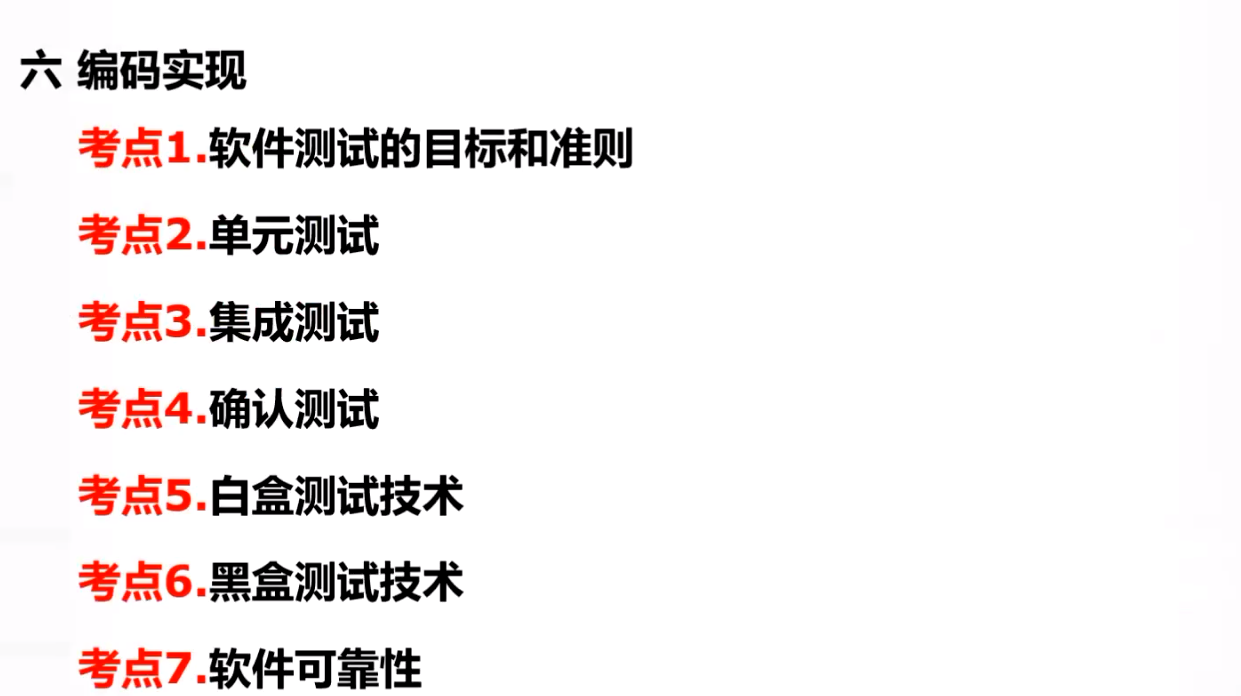 六 编码实现
考点1.软件测试的目标和准则
考点2.单元测试
考点3.集成测试
考点4.确认测试
考点5.白盒测试技术
考点6.黑盒测试技术
考点7.软件可靠性